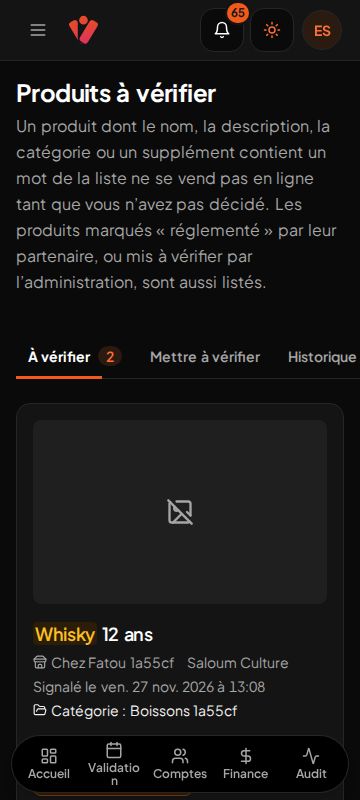 65
ES
Produits à vérifier
Un produit dont le nom, la description, la
catégorie ou un supplément contient un
mot de la liste ne se vend pas en ligne
tant que vous n'avez pas décidé. Les
produits marqués « réglementé » par leur
partenaire, ou mis à vérifier par
l'administration, sont aussi listés.
À vérifier 2 Mettre à vérifier Historique
Whisky 12 ans
Chez Fatou 1a55cf Saloum Culture
Signalé le ven. 27 nov. 2026 à 13:08
Catégorie : Boissons 1a55cf
Accueil Validatio
n Comptes Finance Audit